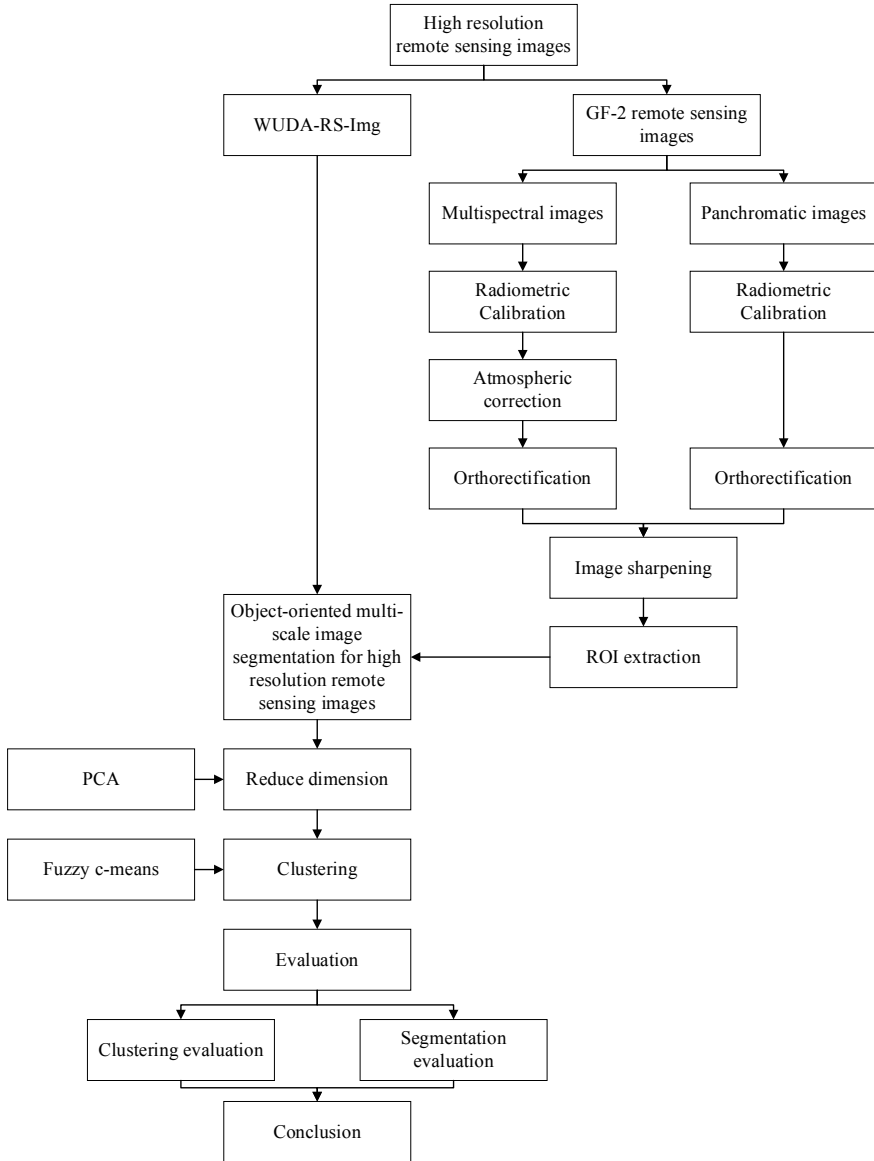 High resolution
remote sensing images
WUDA-RS-Img
GF-2 remote sensing
images
Multispectral images
Panchromatic images
Radiometric
Calibration
Radiometric
Calibration
Atmospheric
correction
Orthorectification
Orthorectification
Image sharpening
Object-oriented multi-
scale image
segmentation for high
resolution remote
sensing images
ROI extraction
PCA
Reduce dimension
Fuzzy c-means
Clustering
Evaluation
Clustering evaluation
Segmentation
evaluation
Conclusion